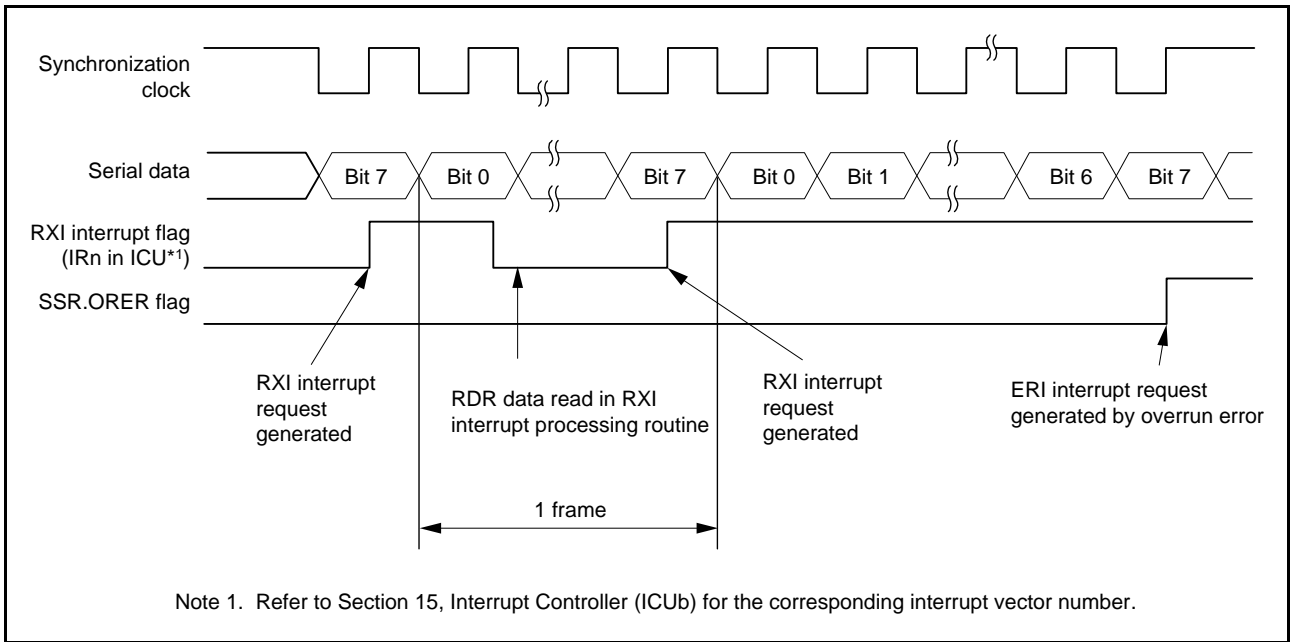 Synchronization
clock
Serial data
Bit 7
Bit 0
Bit 7
Bit 0
Bit 1
Bit 6
Bit 7
RXI interrupt flag
(IRn in ICU*1)
SSR.ORER flag
RXI interrupt
request
generated
RDR data read in RXI
interrupt processing routine
RXI interrupt
request
generated
ERI interrupt request
generated by overrun error
1 frame
Note 1. Refer to Section 15, Interrupt Controller (ICUb) for the corresponding interrupt vector number.